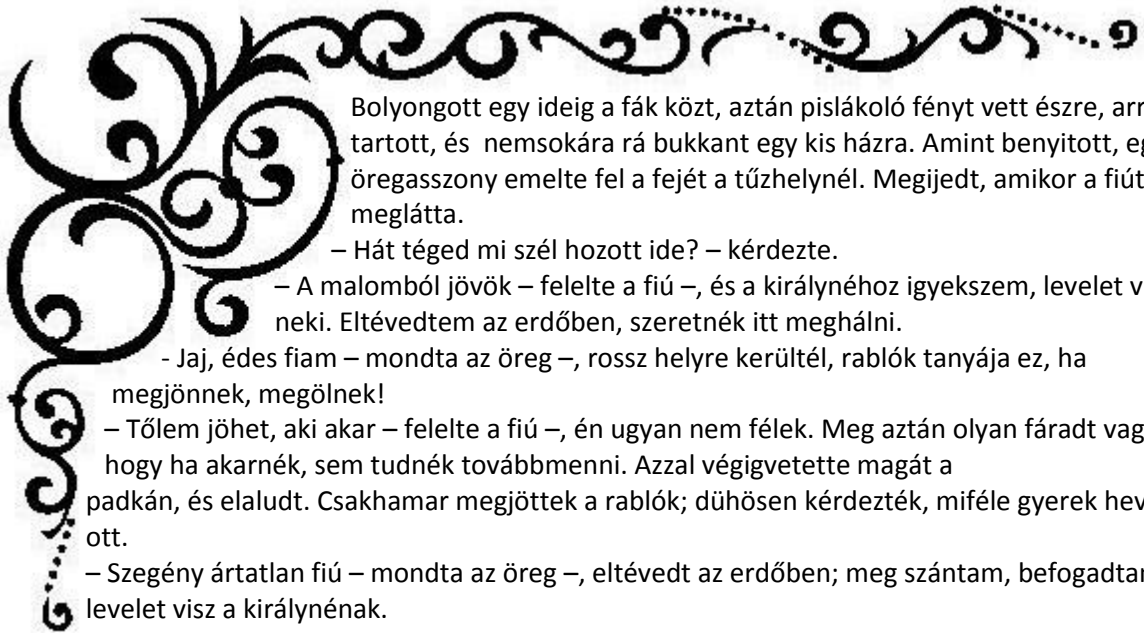 Bolyongott egy ideig a fák közt, aztán pislákoló fényt vett észre,
tartott, és  nemsokára rá bukkant egy kis házra. Amint benyitott,
öregasszony emelte fel a fejét a tűzhelynél. Megijedt, amikor a fiút
meglátta.
– Hát téged mi szél hozott ide? – kérdezte.
– A malomból jövök – felelte a fiú –, és a királynéhoz igyekszem, levelet
neki. Eltévedtem az erdőben, szeretnék itt meghálni.
- Jaj, édes fiam – mondta az öreg –, rossz helyre kerültél, rablók tanyája ez, ha
megjönnek, megölnek!
– Tőlem jöhet, aki akar – felelte a fiú –, én ugyan nem félek. Meg aztán olyan fáradt
hogy ha akarnék, sem tudnék továbbmenni. Azzal végigvetette magát a
padkán, és elaludt. Csakhamar megjöttek a rablók; dühösen kérdezték, miféle gyerek
ott.
– Szegény ártatlan fiú – mondta az öreg –, eltévedt az erdőben; meg szántam,
levelet visz a királynénak.